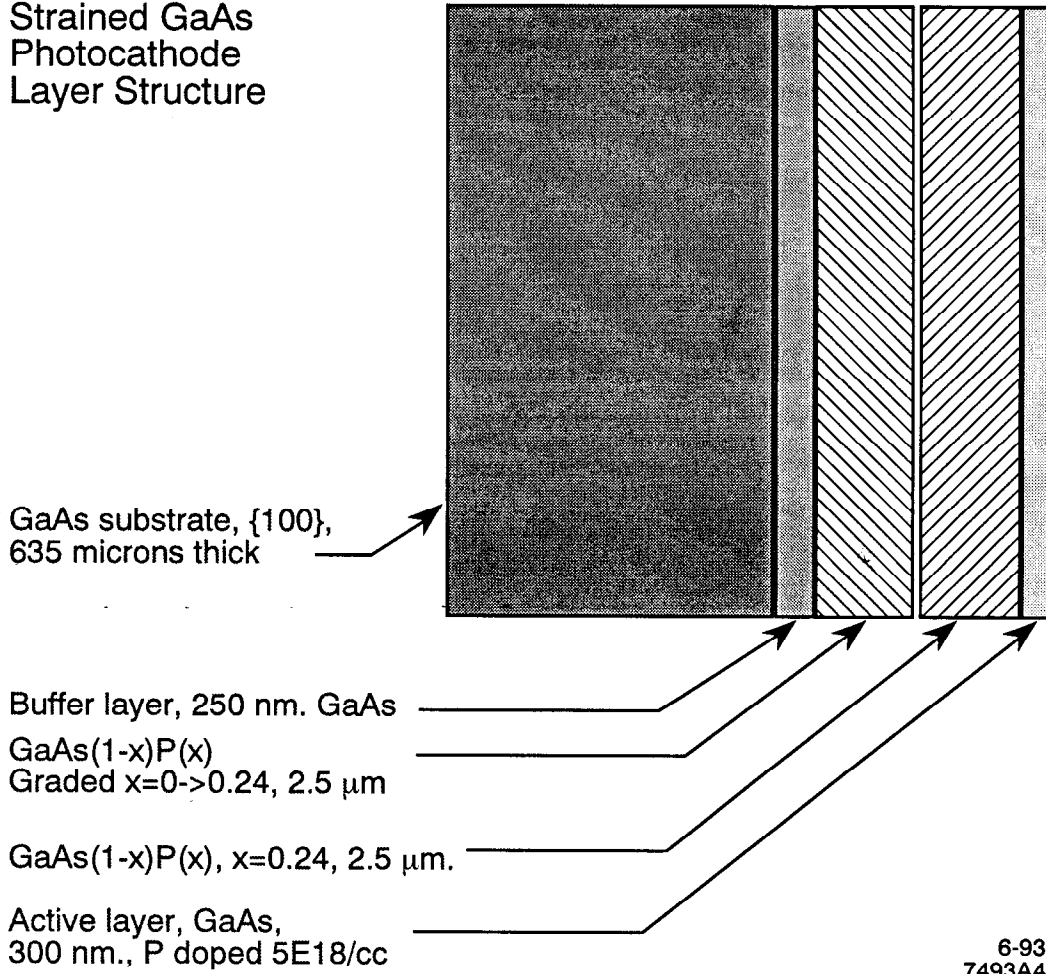 Strained GaAs
Photocathode
Layer Structure
GaAs substrate, {100},
635 microns thick
Buffer layer, 250 nm. GaAs
GaAs(1-x)P(x)
Graded x=0->0.24, 2.5 μm
GaAs(1-x)P(x), x=0.24, 2.5 μm.
Active layer, GaAs,
300 nm., P doped 5E18/cc
6-93
7493A4